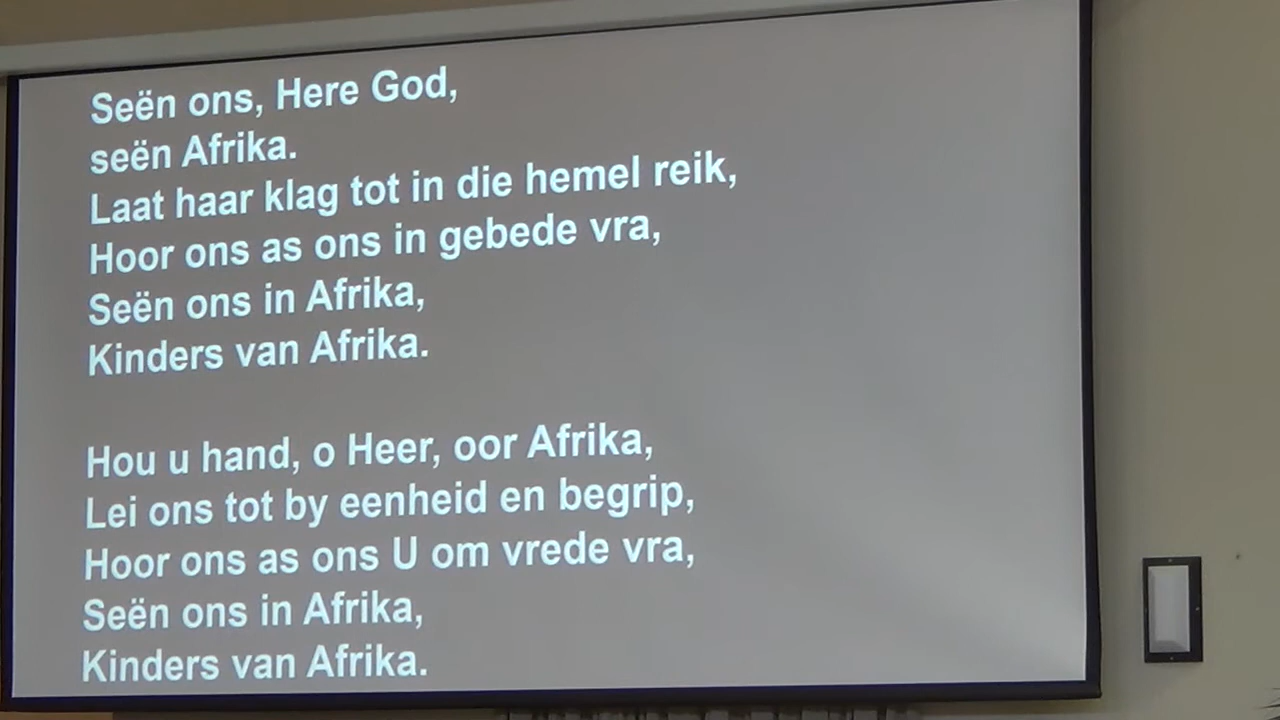 Seën ons, Here God,
seën Afrika.
Laat haar klag tot in die hemel reik,
Hoor ons as ons in gebede vra,
Seën ons in Afrika,
Kinders van Afrika.
Hou u hand, o Heer, oor Afrika,
Lei ons tot by eenheid en begrip,
Hoor ons as ons U om vrede vra,
Seën ons in Afrika,
Kinders van Afrika.